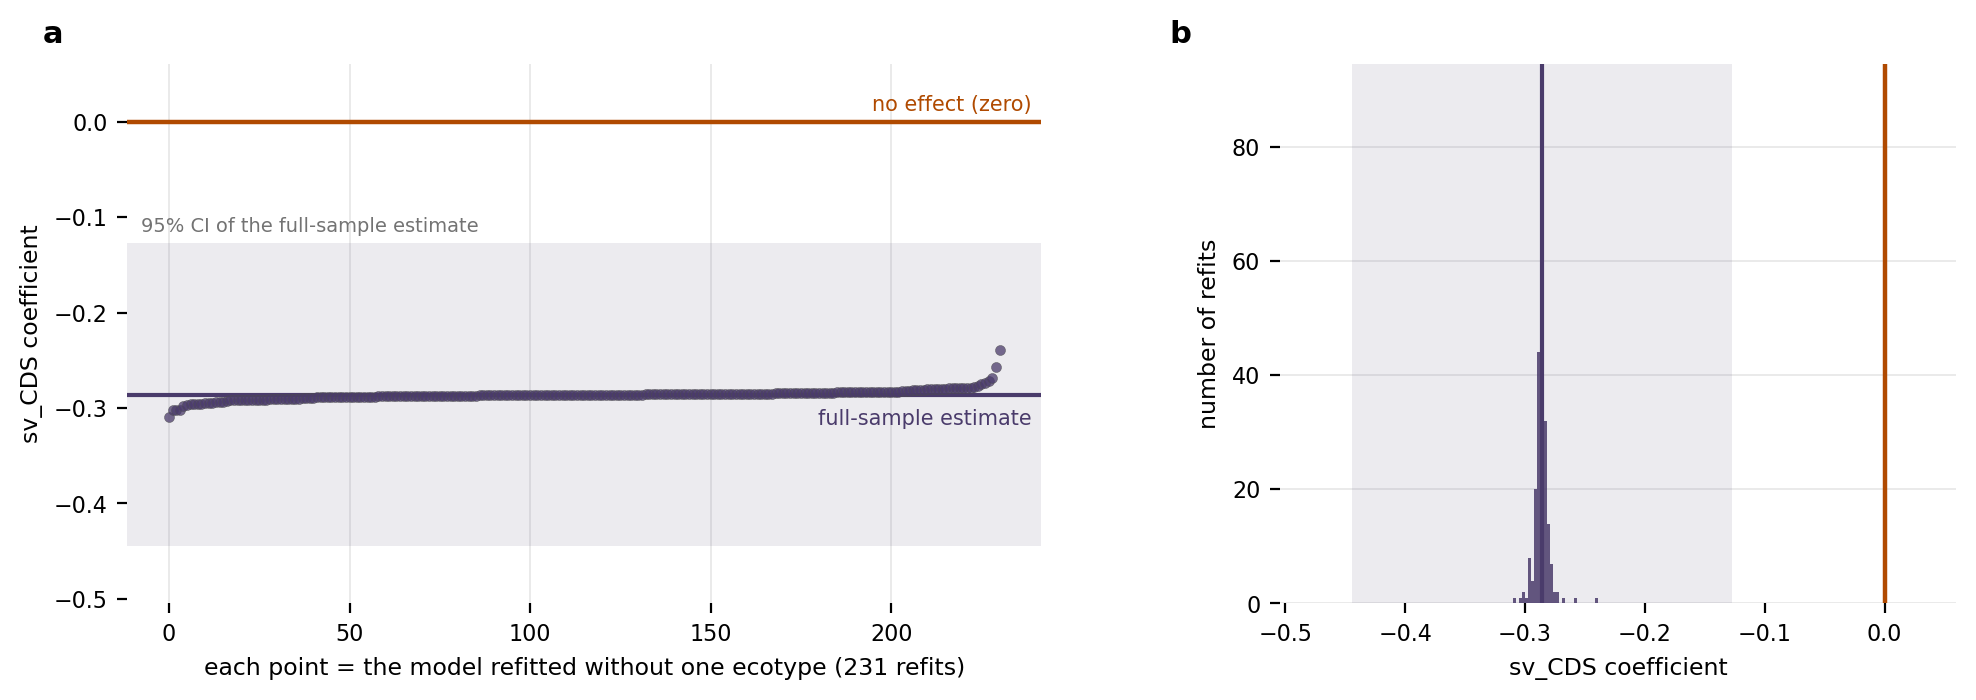 a
no effect (zero)
95% CI of the full-sample estimate
full-sample estimate
0.0
−0.1
−0.2
−0.3
−0.4
−0.5
sv_CDS coefficient
0
50
100
150
200
each point = the model refitted without one ecotype (231 refits)
b
80
60
40
20
0
number of refits
−0.5
−0.4
−0.3
−0.2
−0.1
0.0
sv_CDS coefficient